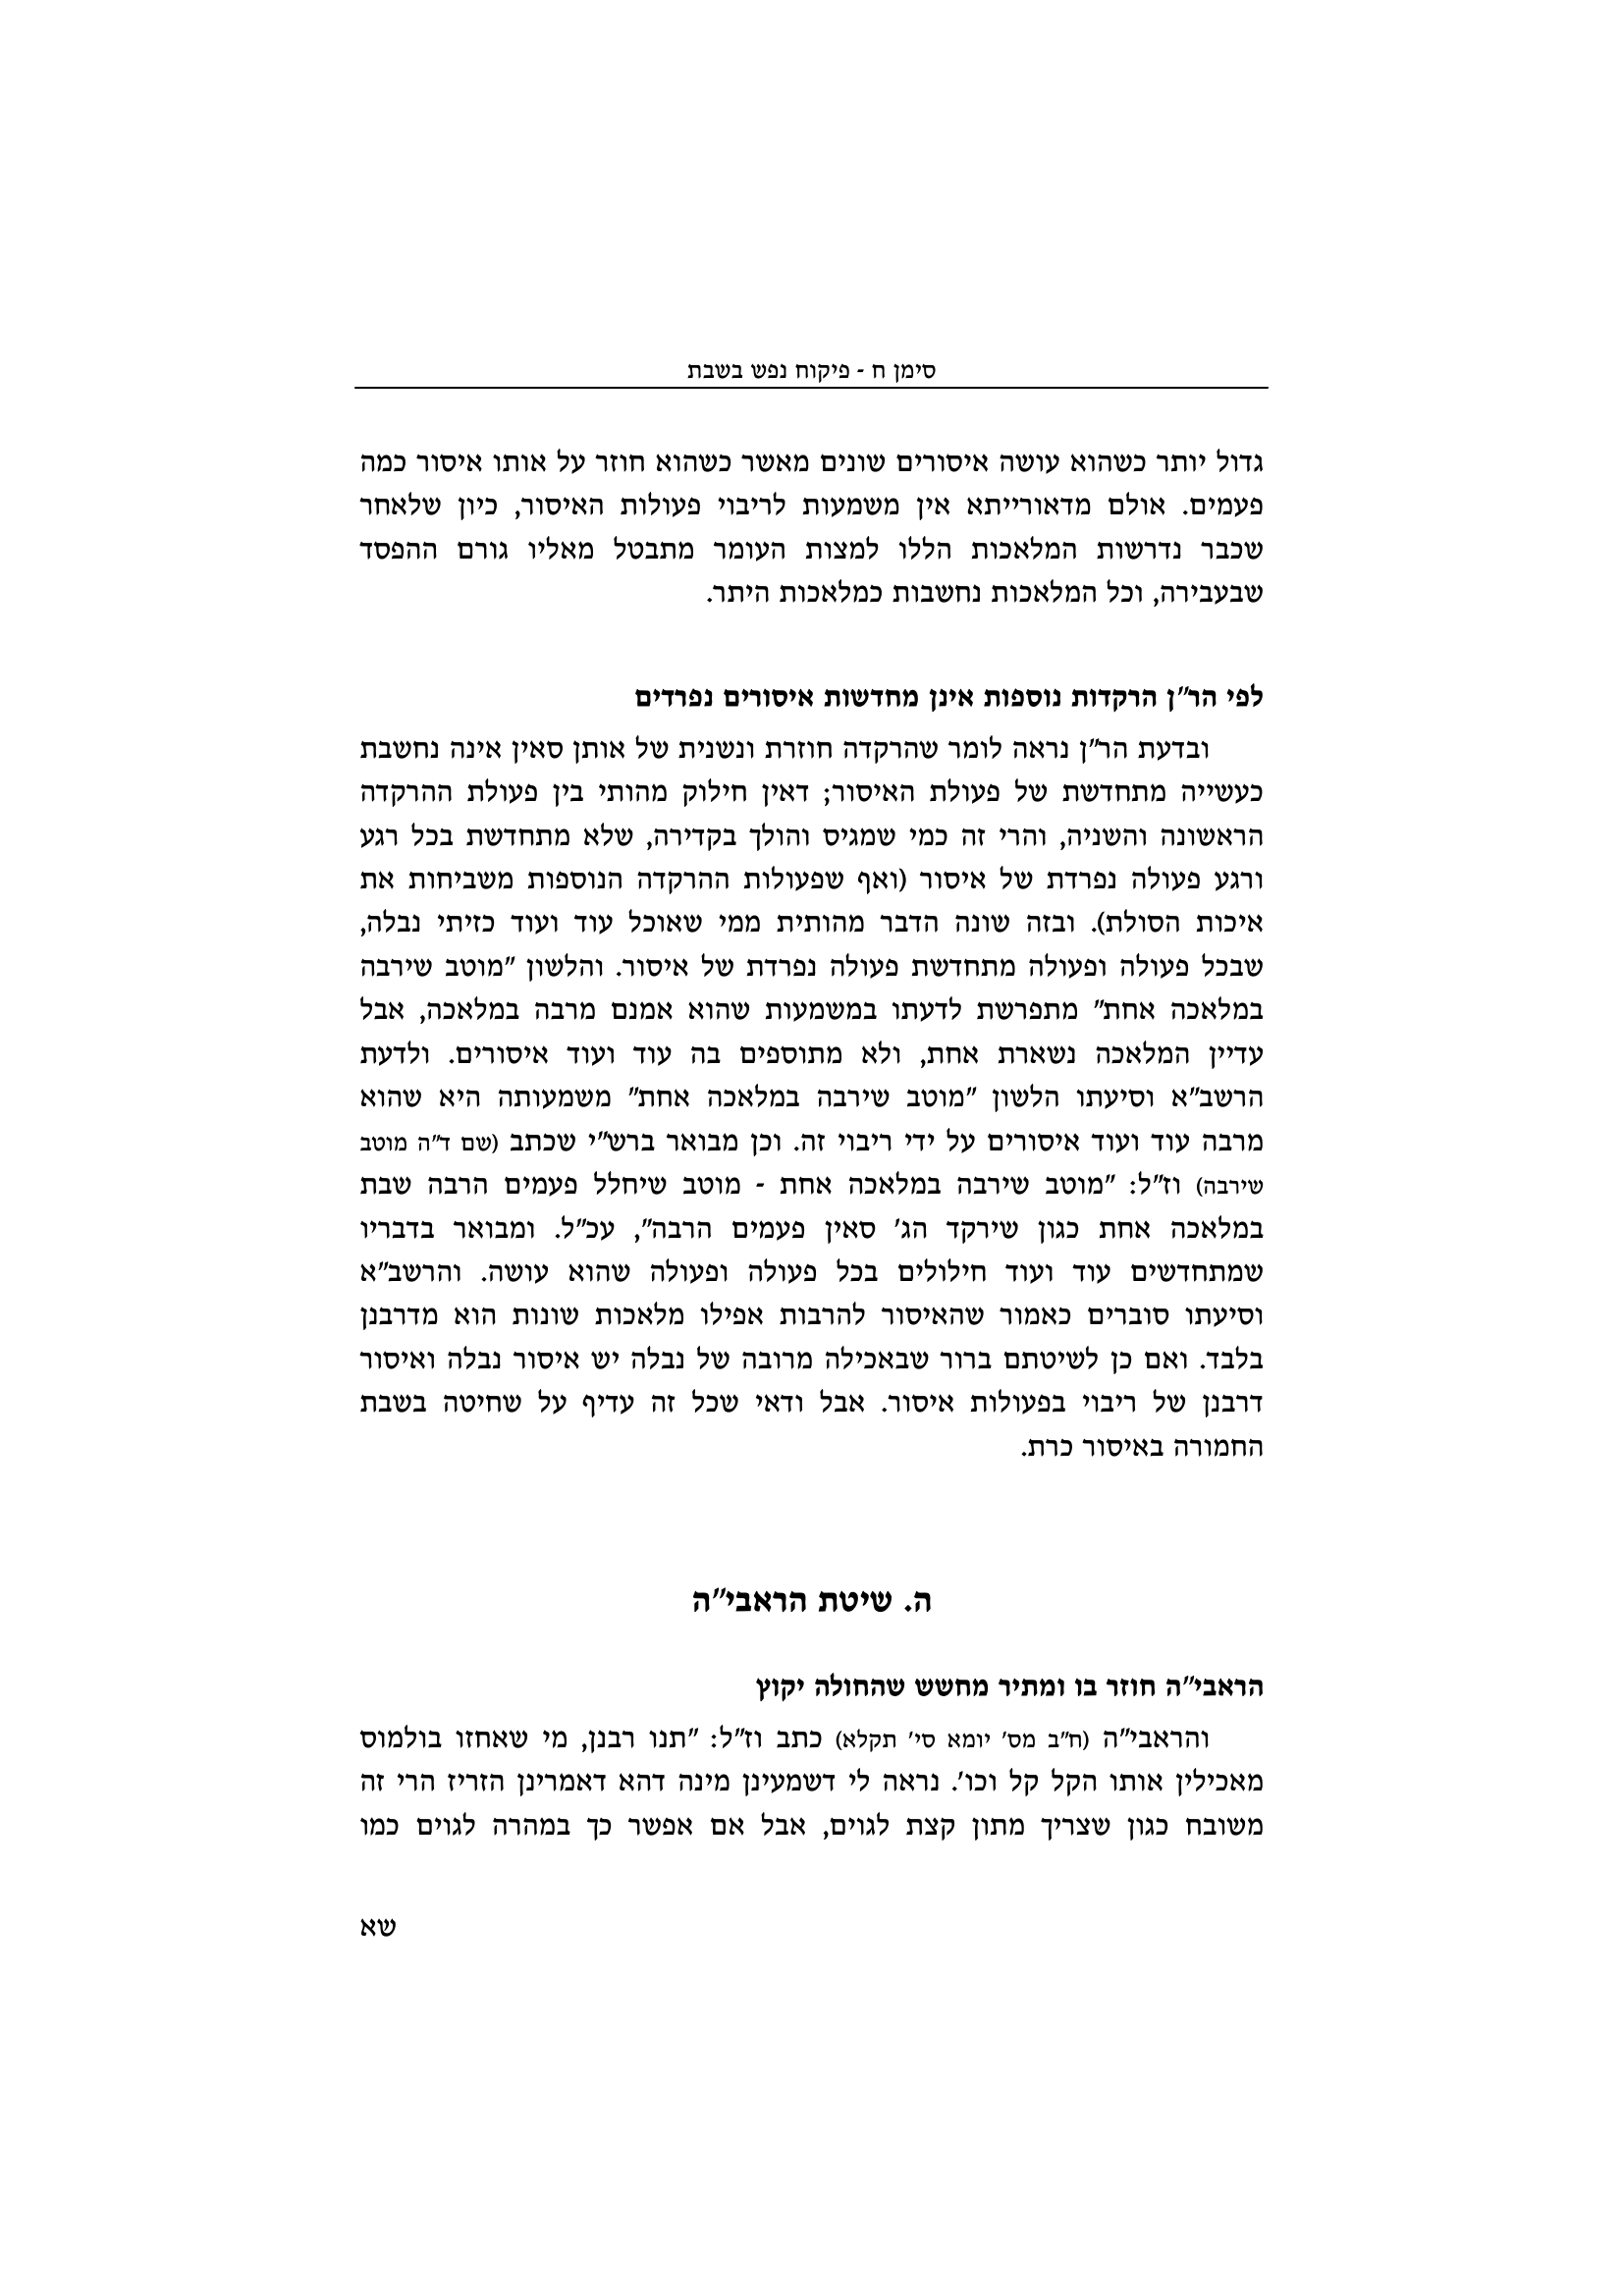 סימן ח - פיקוח נפש בשבת
גדול יותר כשהוא עושה איסורים שונים מאשר כשהוא חוזר על אותו איסור כמה
פעמים. אולם מדאורייתא אין משמעות לריבוי פעולות האיסור, כיון שלאחר
שכבר נדרשות המלאכות הללו למצות העומר מתבטל מאליו גורם ההפסד
שבעבירה, וכל המלאכות נחשבות כמלאכות היתר.
לפי הר״ן הרקדות נוספות אינן מחדשות איסורים נפרדים
ובדעת הר״ן נראה לומר שהרקדה חוזרת ונשנית של אותן סאין אינה נחשבת
כעשייה מתחדשת של פעולת האיסור; דאין חילוק מהותי בין פעולת ההרקדה
הראשונה והשניה, והרי זה כמי שמגיס והולך בקדירה, שלא מתחדשת בכל רגע
ורגע פעולה נפרדת של איסור (ואף שפעולות ההרקדה הנוספות משביחות את
איכות הסולת). ובזה שונה הדבר מהותית ממי שאוכל עוד ועוד כזיתי נבלה,
שבכל פעולה ופעולה מתחדשת פעולה נפרדת של איסור. והלשון ״מוטב שירבה
במלאכה אחת״ מתפרשת לדעתו במשמעות שהוא אמנם מרבה במלאכה, אבל
עדיין המלאכה נשארת אחת, ולא מתוספים בה עוד ועוד איסורים. ולדעת
הרשב״א וסיעתו הלשון ״מוטב שירבה במלאכה אחת״ משמעותה היא שהוא
מרבה עוד ועוד איסורים על ידי ריבוי זה. וכן מבואר ברש״י שכתב (שם ד״ה מוטב
שירבה) וז״ל: ״מוטב שירבה במלאכה אחת - מוטב שיחלל פעמים הרבה שבת
במלאכה אחת כגון שירקד הג׳ סאין פעמים הרבה״, עכ״ל. ומבואר בדבריו
שמתחדשים עוד ועוד חילולים בכל פעולה ופעולה שהוא עושה. והרשב״א
וסיעתו סוברים כאמור שהאיסור להרבות אפילו מלאכות שונות הוא מדרבנן
בלבד. ואם כן לשיטתם ברור שבאכילה מרובה של נבלה יש איסור נבלה ואיסור
דרבנן של ריבוי בפעולות איסור. אבל ודאי שכל זה עדיף על שחיטה בשבת
החמורה באיסור כרת.
ה. שיטת הראבי״ה
הראבי״ה חוזר בו ומתיר מחשש שהחולה יקוץ
והראבי״ה (ח״ב מס׳ יומא סי׳ תקלא) כתב וז״ל: ״תנו רבנן, מי שאחזו בולמוס
מאכילין אותו הקל קל וכו׳. נראה לי דשמעינן מינה דהא דאמרינן הזריז הרי זה
משובח כגון שצריך מתון קצת לגוים, אבל אם אפשר כך במהרה לגוים כמו
שא